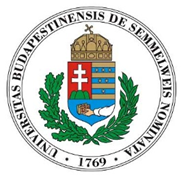 UNIVERSITAS BUDAPESTINENSIS DE SEMMELWEIS NOMINATA
• 1769 •